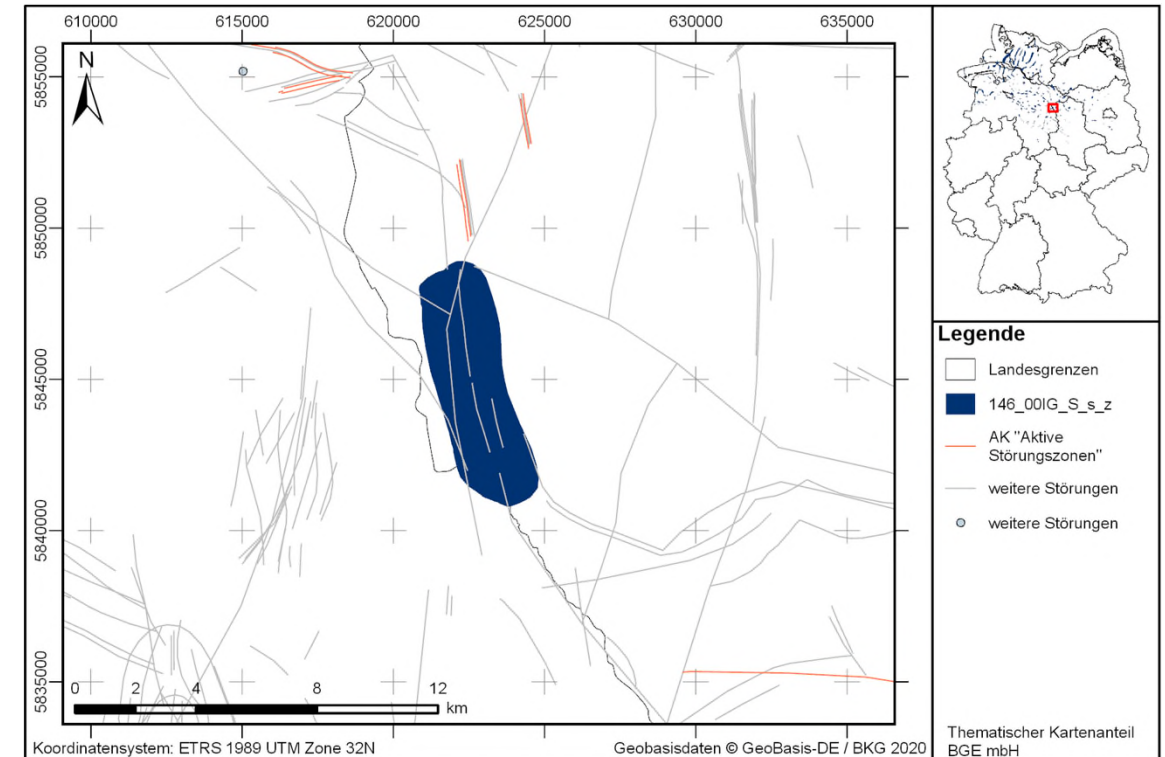 610000 615000 620000 625000 630000 635000
5855000
5850000
5845000
5840000
5835000
N
0 2 4 8 12
km
Koordinatensystem: ETRS 1989 UTM Zone 32N
Geobasisdaten © GeoBasis-DE / BKG 2020
Legende
Landesgrenzen
146_00IG_S_s_z
AK "Aktive
Störungszonen"
weitere Störungen
weitere Störungen
Thematischer Kartenanteil
BGE mbH